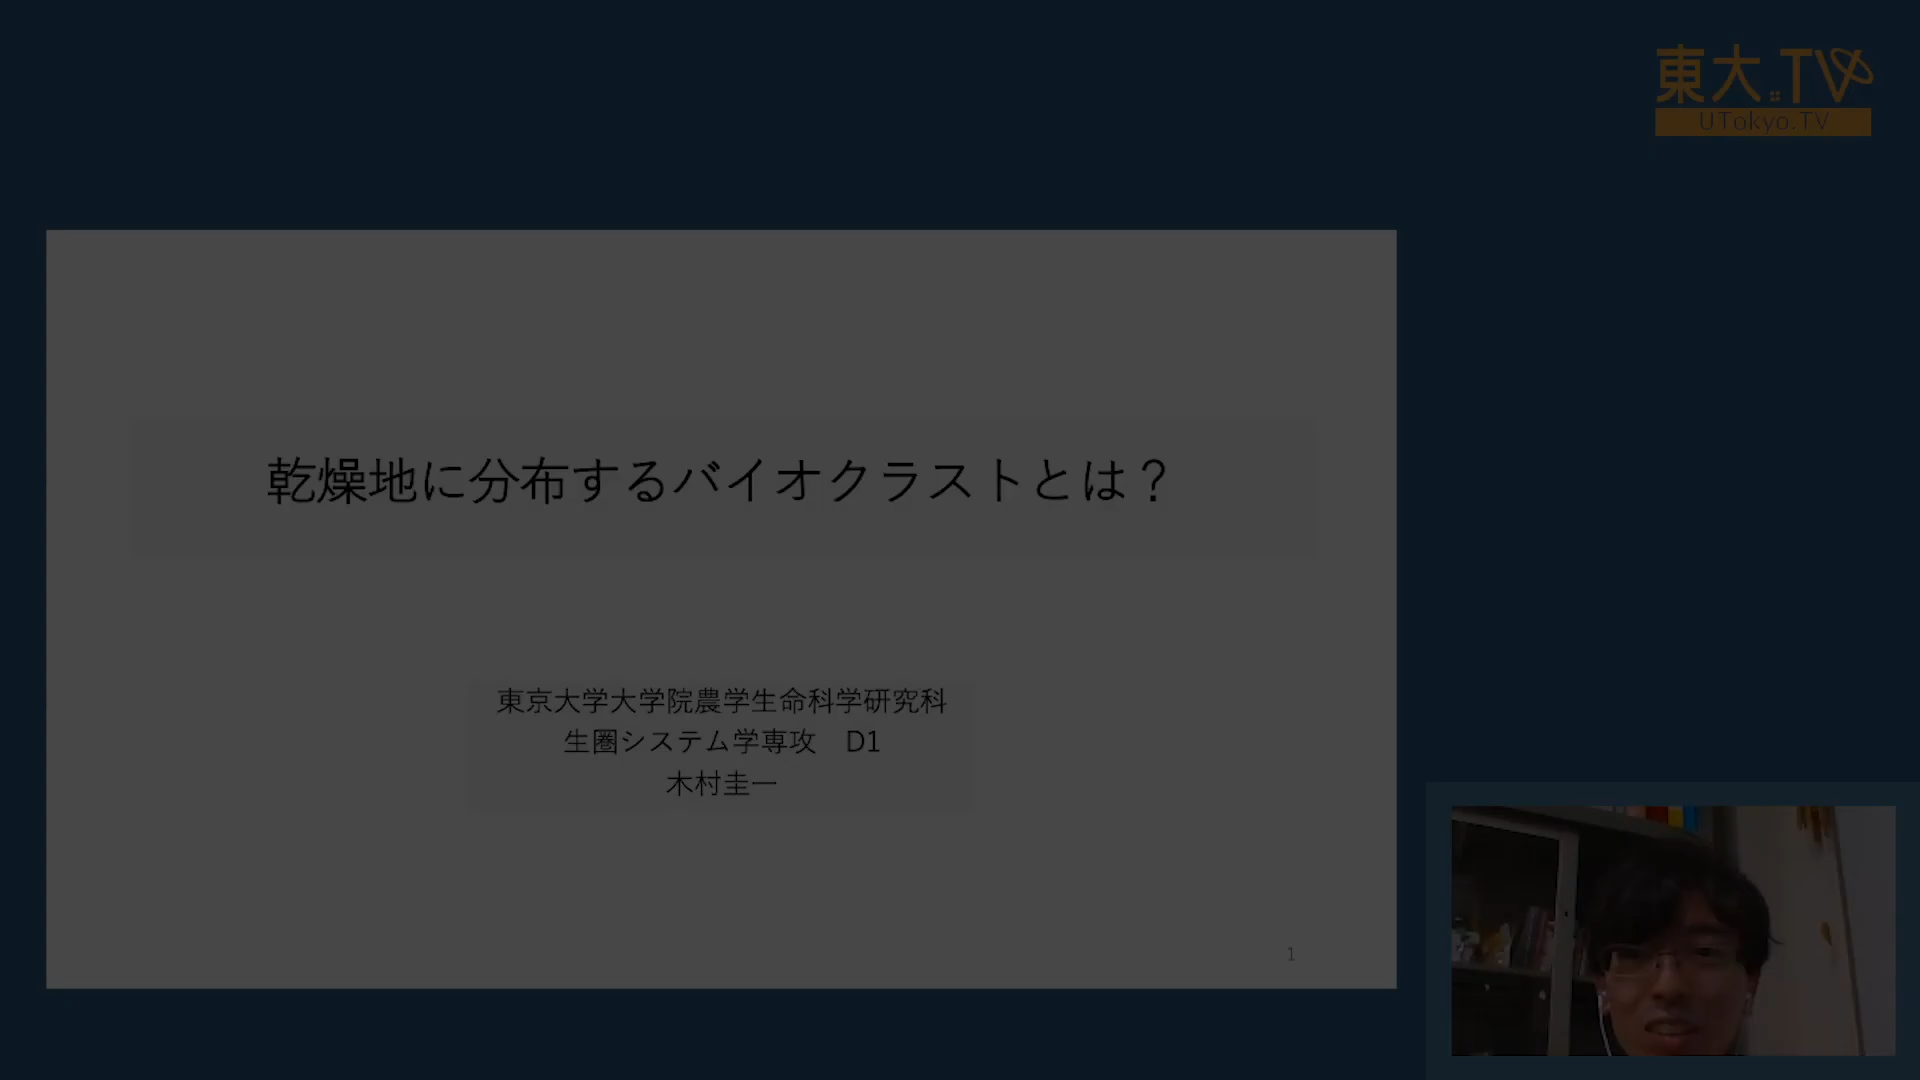 東大.TV
UTokyo.TV
乾燥地に分布するバイオクラストとは？
東京大学大学院農学生命科学研究科
生圏システム学専攻　D1
木村圭一
1